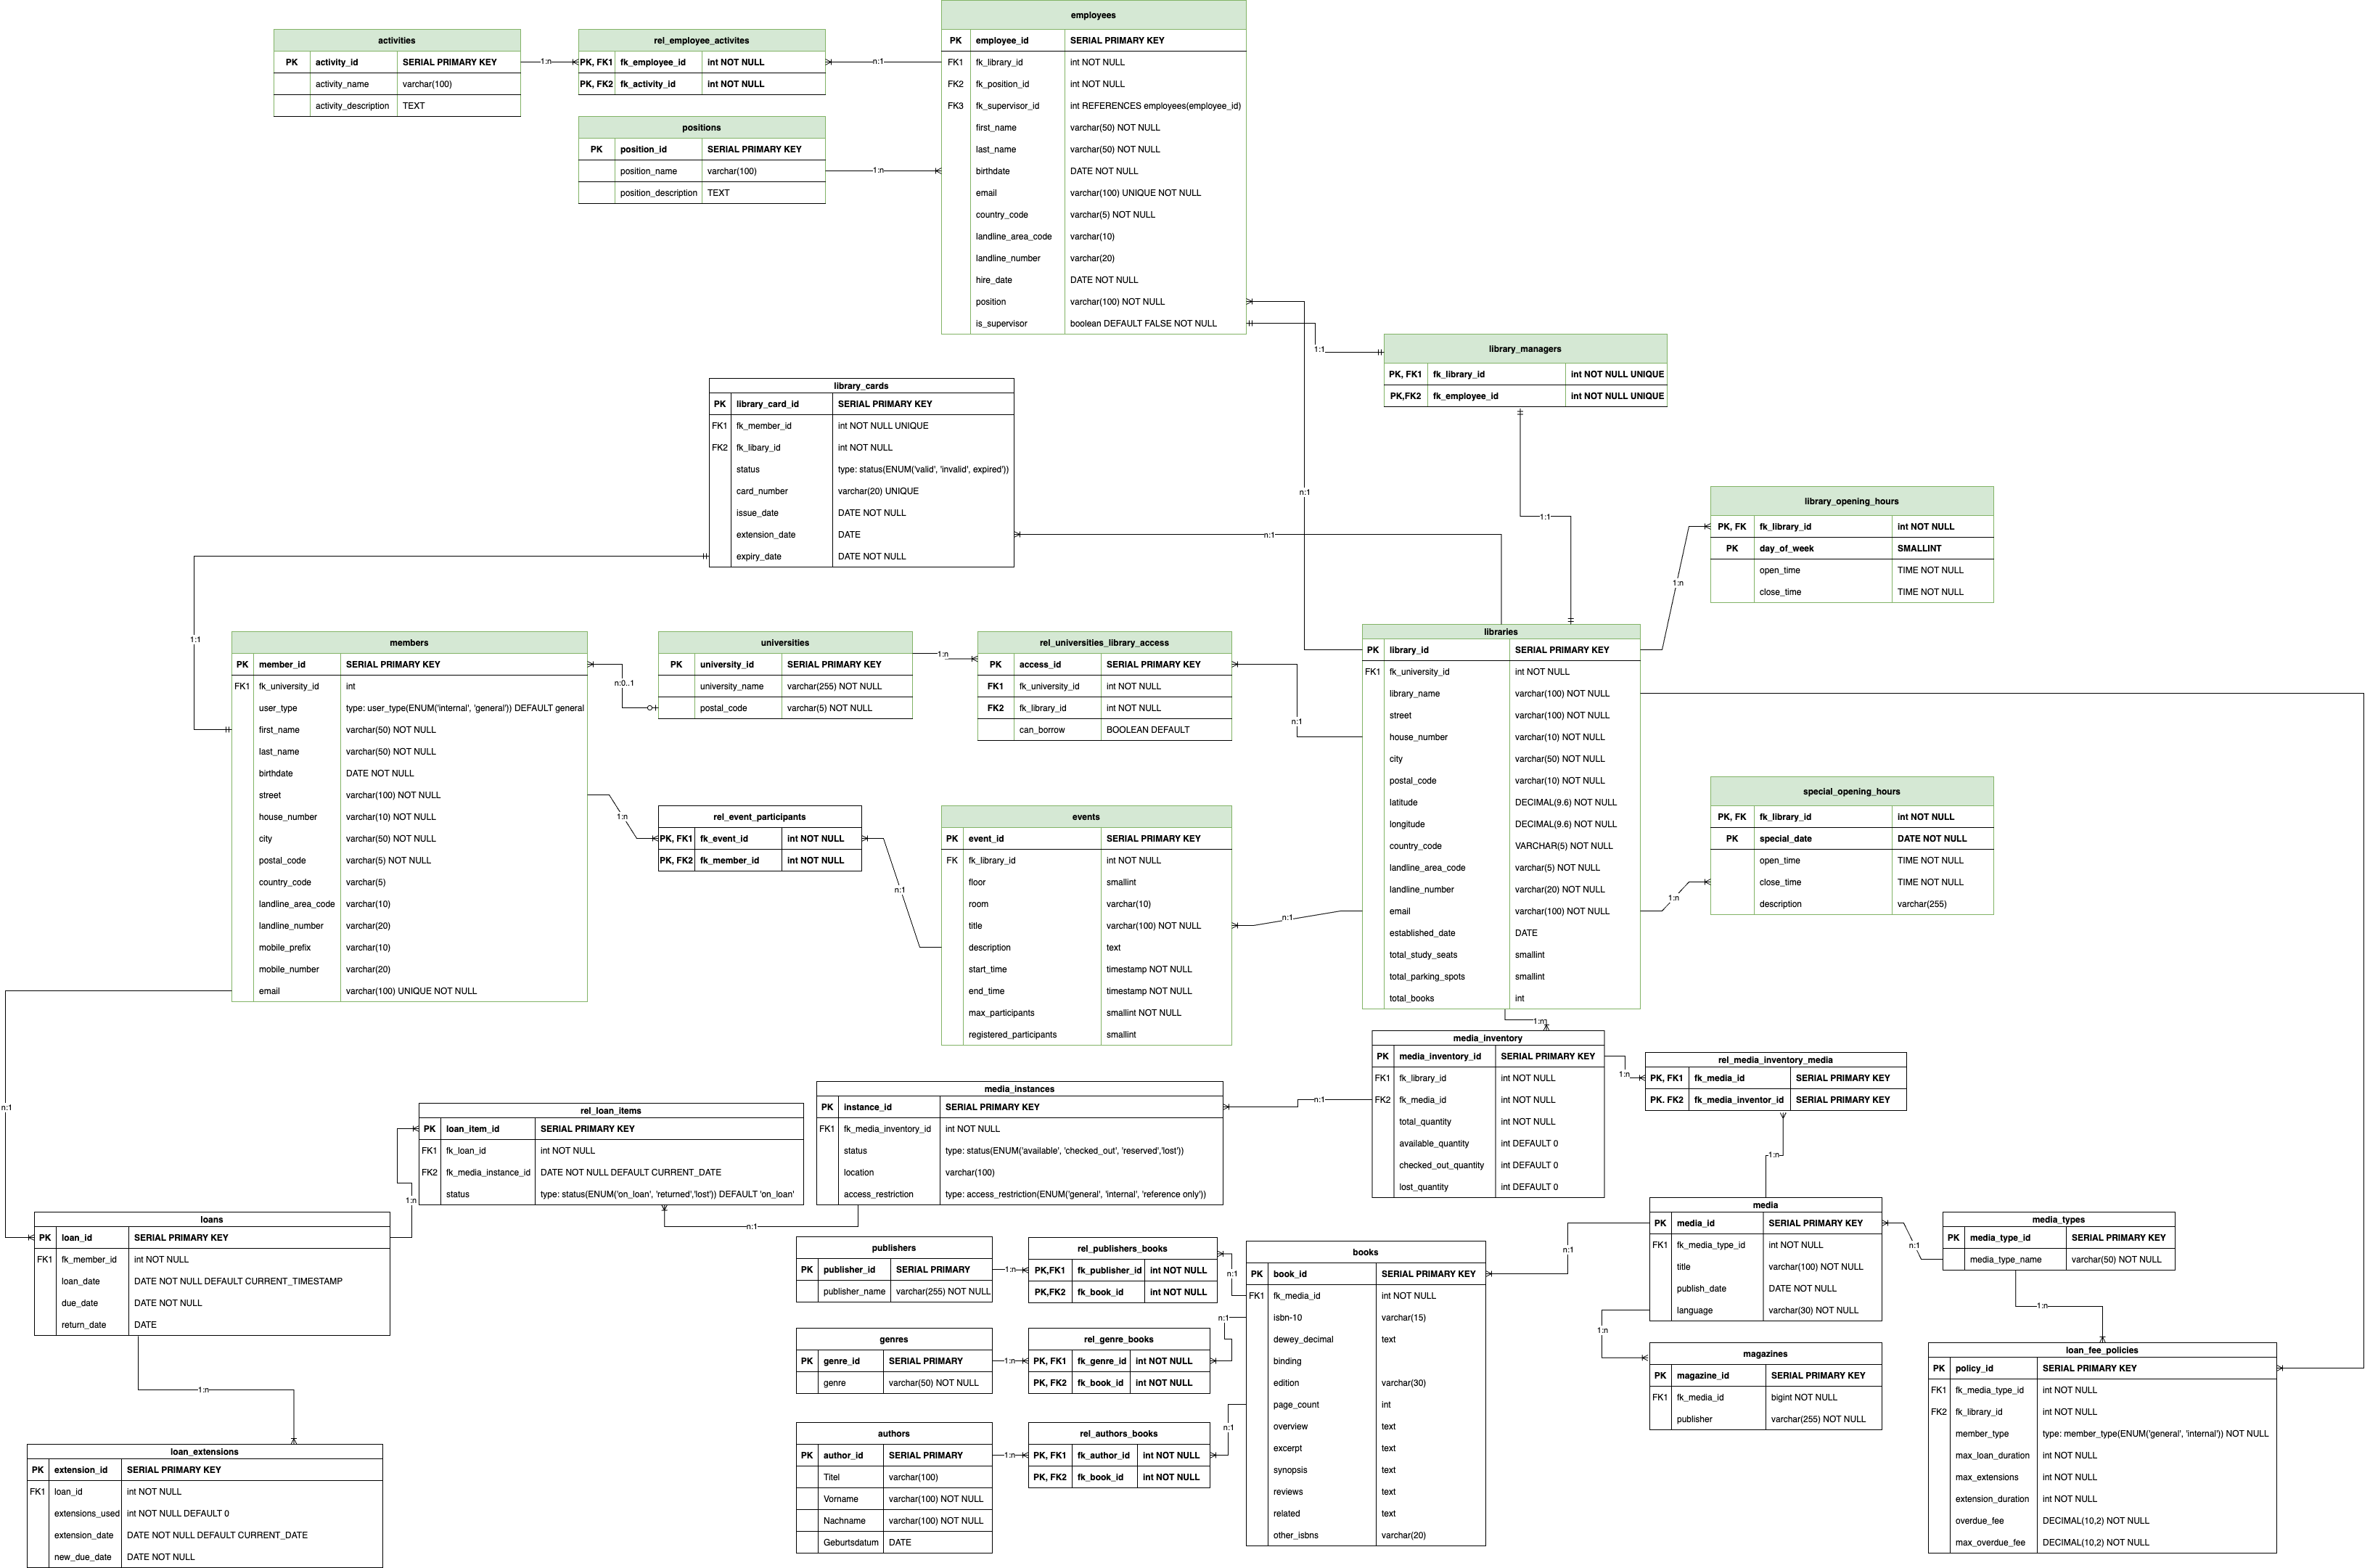 employees
PK employee_id SERIAL PRIMARY KEY
FK1 fk_library_id int NOT NULL
FK2 fk_position_id int NOT NULL
FK3 fk_supervisor_id int REFERENCES employees(employee_id)
first_name varchar(50) NOT NULL
last_name varchar(50) NOT NULL
birthdate DATE NOT NULL
email varchar(100) UNIQUE NOT NULL
country_code varchar(5) NOT NULL
landline_area_code varchar(10)
landline_number varchar(20)
hire_date DATE NOT NULL
position varchar(100) NOT NULL
is_supervisor boolean DEFAULT FALSE NOT NULL
activities
PK activity_id SERIAL PRIMARY KEY
activity_name varchar(100)
activity_description TEXT
1:n
rel_employee_activites
PK, FK1 fk_employee_id int NOT NULL
PK, FK2 fk_activity_id int NOT NULL
n:1
positions
PK position_id SERIAL PRIMARY KEY
position_name varchar(100)
position_description TEXT
1:n
1:1
library_managers
PK, FK1 fk_library_id int NOT NULL UNIQUE
PK,FK2 fk_employee_id int NOT NULL UNIQUE
library_cards
PK library_card_id SERIAL PRIMARY KEY
FK1 fk_member_id int NOT NULL UNIQUE
FK2 fk_libary_id int NOT NULL
status type: status(ENUM('valid', 'invalid', expired'))
card_number varchar(20) UNIQUE
issue_date DATE NOT NULL
extension_date DATE
expiry_date DATE NOT NULL
n:1
n:1
1:1
library_opening_hours
PK, FK fk_library_id int NOT NULL
PK day_of_week SMALLINT
open_time TIME NOT NULL
close_time TIME NOT NULL
1:n
1:1
members
PK member_id SERIAL PRIMARY KEY
FK1 fk_university_id int
user_type type: user_type(ENUM('internal', 'general')) DEFAULT general
first_name varchar(50) NOT NULL
last_name varchar(50) NOT NULL
birthdate DATE NOT NULL
street varchar(100) NOT NULL
house_number varchar(10) NOT NULL
city varchar(50) NOT NULL
postal_code varchar(5) NOT NULL
country_code varchar(5)
landline_area_code varchar(10)
landline_number varchar(20)
mobile_prefix varchar(10)
mobile_number varchar(20)
email varchar(100) UNIQUE NOT NULL
n:0..1
universities
PK university_id SERIAL PRIMARY KEY
university_name varchar(255) NOT NULL
postal_code varchar(5) NOT NULL
1:n
rel_universities_library_access
PK access_id SERIAL PRIMARY KEY
FK1 fk_university_id int NOT NULL
FK2 fk_library_id int NOT NULL
can_borrow BOOLEAN DEFAULT
n:1
libraries
PK library_id SERIAL PRIMARY KEY
FK1 fk_university_id int NOT NULL
library_name varchar(100) NOT NULL
street varchar(100) NOT NULL
house_number varchar(10) NOT NULL
city varchar(50) NOT NULL
postal_code varchar(10) NOT NULL
latitude DECIMAL(9.6) NOT NULL
longitude DECIMAL(9.6) NOT NULL
country_code VARCHAR(5) NOT NULL
landline_area_code varchar(5) NOT NULL
landline_number varchar(20) NOT NULL
email varchar(100) NOT NULL
established_date DATE
total_study_seats smallint
total_parking_spots smallint
total_books int
special_opening_hours
PK, FK fk_library_id int NOT NULL
PK special_date DATE NOT NULL
open_time TIME NOT NULL
close_time TIME NOT NULL
description varchar(255)
1:n
1:n
rel_event_participants
PK, FK1 fk_event_id int NOT NULL
PK, FK2 fk_member_id int NOT NULL
n:1
events
PK event_id SERIAL PRIMARY KEY
FK fk_library_id int NOT NULL
floor smallint
room varchar(10)
title varchar(100) NOT NULL
description text
start_time timestamp NOT NULL
end_time timestamp NOT NULL
max_participants smallint NOT NULL
registered_participants smallint
n:1
1:n
media_inventory
PK media_inventory_id SERIAL PRIMARY KEY
FK1 fk_library_id int NOT NULL
FK2 fk_media_id int NOT NULL
total_quantity int NOT NULL
available_quantity int DEFAULT 0
checked_out_quantity int DEFAULT 0
lost_quantity int DEFAULT 0
1:n
rel_media_inventory_media
PK, FK1 fk_media_id SERIAL PRIMARY KEY
PK. FK2 fk_media_inventor_id SERIAL PRIMARY KEY
1:n
n:1
media_instances
PK instance_id SERIAL PRIMARY KEY
FK1 fk_media_inventory_id int NOT NULL
status type: status(ENUM('available', 'checked_out', 'reserved','lost'))
location varchar(100)
access_restriction type: access_restriction(ENUM('general', 'internal', 'reference only'))
n:1
rel_loan_items
PK loan_item_id SERIAL PRIMARY KEY
FK1 fk_loan_id int NOT NULL
FK2 fk_media_instance_id DATE NOT NULL DEFAULT CURRENT_DATE
status type: status(ENUM('on_loan', 'returned','lost')) DEFAULT 'on_loan'
1:n
n:1
loans
PK loan_id SERIAL PRIMARY KEY
FK1 fk_member_id int NOT NULL
loan_date DATE NOT NULL DEFAULT CURRENT_TIMESTAMP
due_date DATE NOT NULL
return_date DATE
1:n
loan_extensions
PK extension_id SERIAL PRIMARY KEY
FK1 loan_id int NOT NULL
extensions_used int NOT NULL DEFAULT 0
extension_date DATE NOT NULL DEFAULT CURRENT_DATE
new_due_date DATE NOT NULL
publishers
PK publisher_id SERIAL PRIMARY
publisher_name varchar(255) NOT NULL
1:n
rel_publishers_books
PK,FK1 fk_publisher_id int NOT NULL
PK,FK2 fk_book_id int NOT NULL
n:1
genres
PK genre_id SERIAL PRIMARY
genre varchar(50) NOT NULL
1:n
rel_genre_books
PK, FK1 fk_genre_id int NOT NULL
PK, FK2 fk_book_id int NOT NULL
n:1
authors
PK author_id SERIAL PRIMARY
Titel varchar(100)
Vorname varchar(100) NOT NULL
Nachname varchar(100) NOT NULL
Geburtsdatum DATE
1:n
rel_authors_books
PK, FK1 fk_author_id int NOT NULL
PK, FK2 fk_book_id int NOT NULL
n:1
books
PK book_id SERIAL PRIMARY KEY
FK1 fk_media_id int NOT NULL
isbn-10 varchar(15)
dewey_decimal text
binding
edition varchar(30)
page_count int
overview text
excerpt text
synopsis text
reviews text
related text
other_isbns varchar(20)
n:1
media
PK media_id SERIAL PRIMARY KEY
FK1 fk_media_type_id int NOT NULL
title varchar(100) NOT NULL
publish_date DATE NOT NULL
language varchar(30) NOT NULL
n:1
media_types
PK media_type_id SERIAL PRIMARY KEY
media_type_name varchar(50) NOT NULL
1:n
1:n
magazines
PK magazine_id SERIAL PRIMARY KEY
FK1 fk_media_id bigint NOT NULL
publisher varchar(255) NOT NULL
loan_fee_policies
PK policy_id SERIAL PRIMARY KEY
FK1 fk_media_type_id int NOT NULL
FK2 fk_library_id int NOT NULL
member_type type: member_type(ENUM('general', 'internal')) NOT NULL
max_loan_duration int NOT NULL
max_extensions int NOT NULL
extension_duration int NOT NULL
overdue_fee DECIMAL(10,2) NOT NULL
max_overdue_fee DECIMAL(10,2) NOT NULL